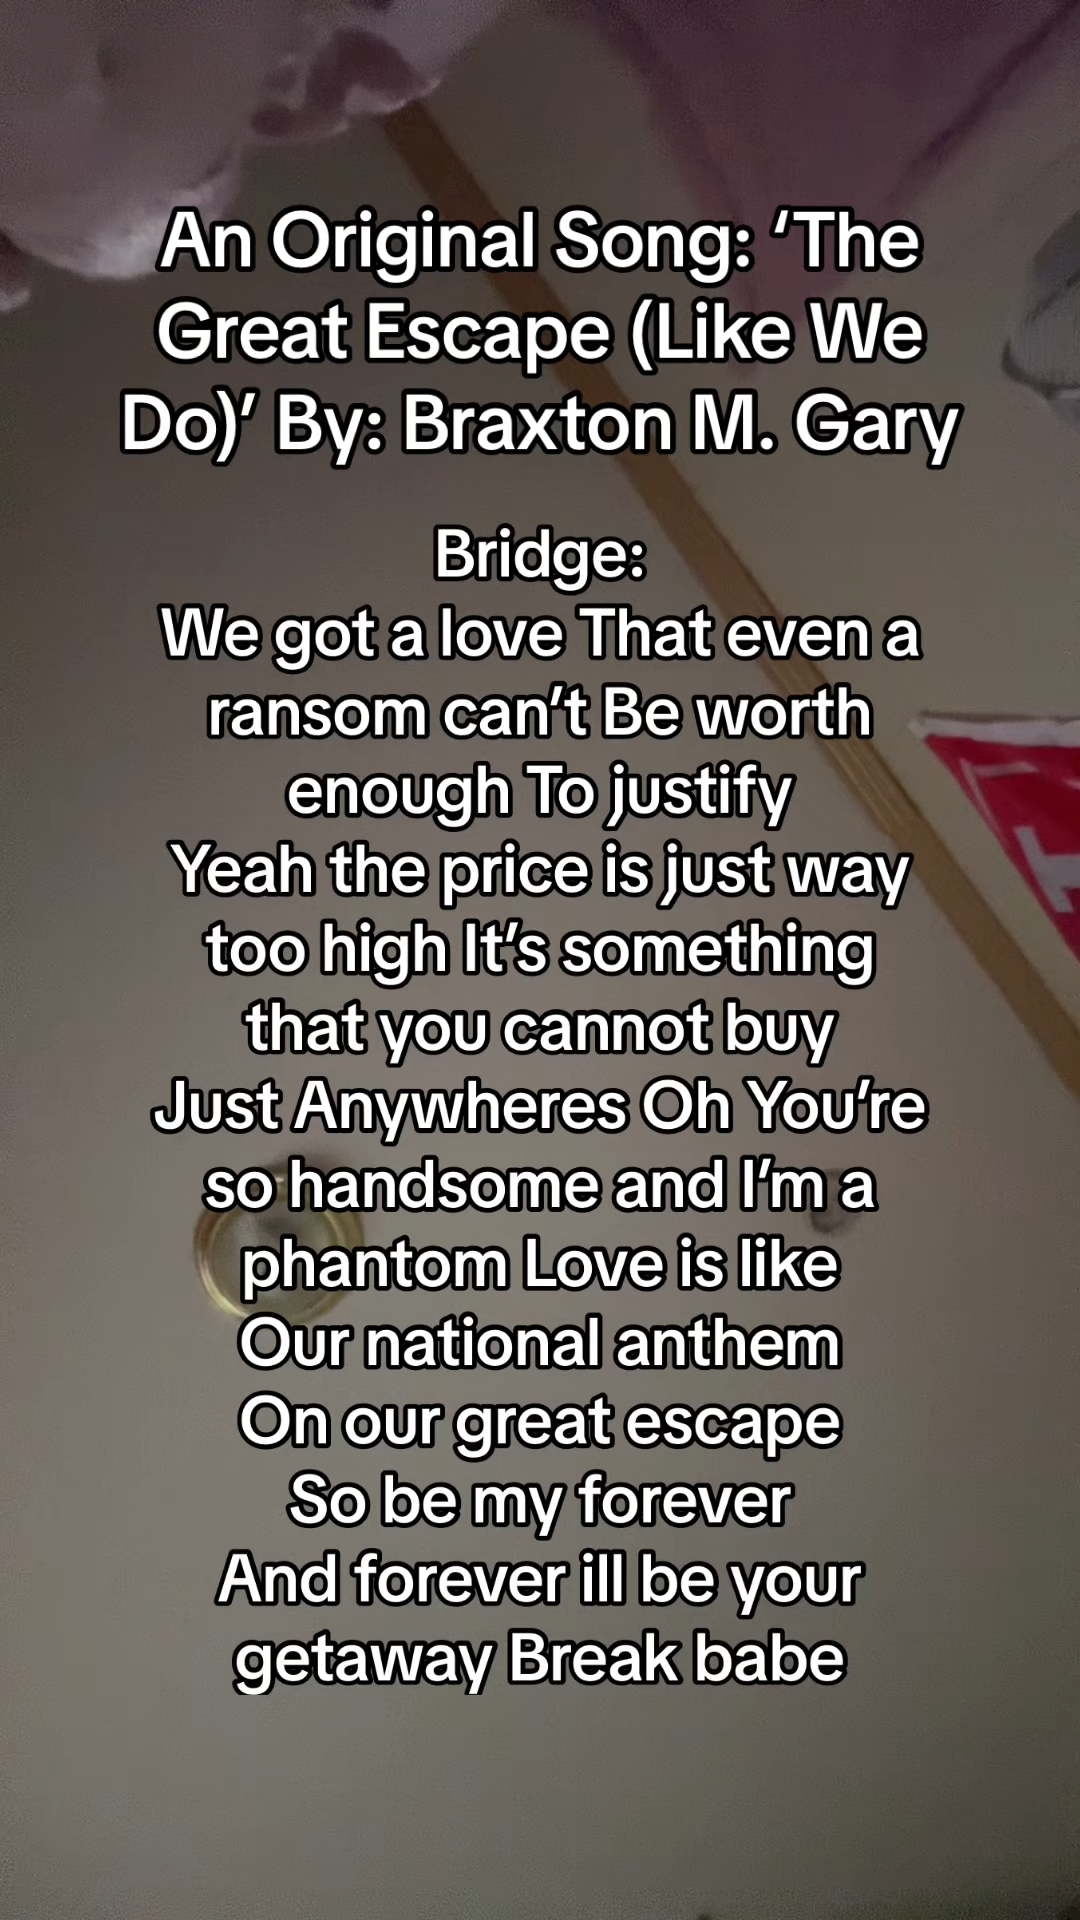 An Original Song: ‘The
Great Escape (Like We
Do)’ By: Braxton M. Gary
Bridge:
We got a love That even a
ransom can’t Be worth
enough To justify
Yeah the price is just way
too high It’s something
that you cannot buy
Just Anywheres Oh You’re
so handsome and I’m a
phantom Love is like
Our national anthem
On our great escape
So be my forever
And forever ill be your
getaway Break babe